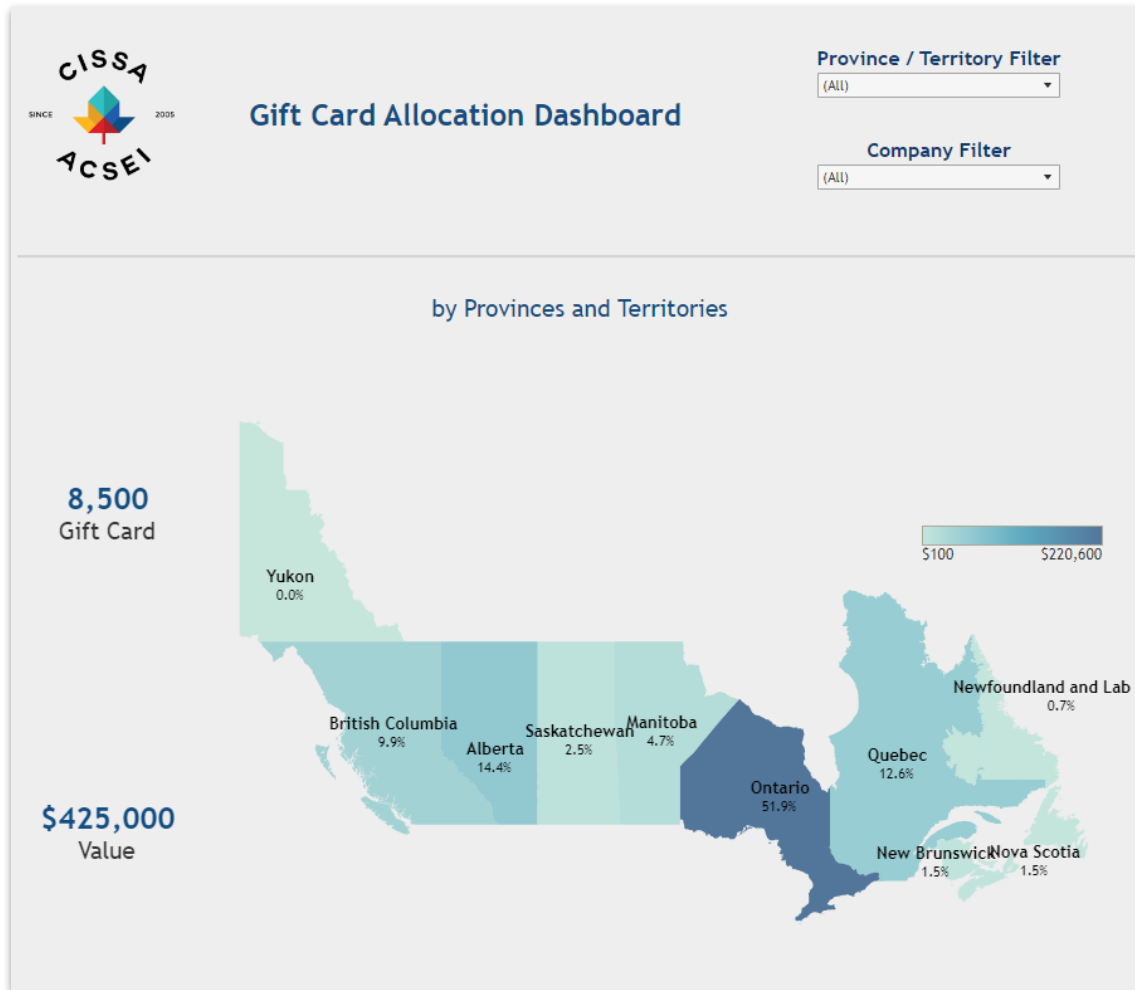 CISSA
SINCE 2005
ACSEI
Gift Card Allocation Dashboard
Province / Territory Filter
(All)
Company Filter
(All)
by Provinces and Territories
8,500
Gift Card
$100 $220,600
Yukon
0.0%
Newfoundland and Lab
0.7%
British Columbia
9.9%
Alberta
14.4%
Saskatchewan
2.5%
Manitoba
4.7%
Quebec
12.6%
Ontario
51.9%
$425,000
Value
New Brunswick
1.5%
Nova Scotia
1.5%